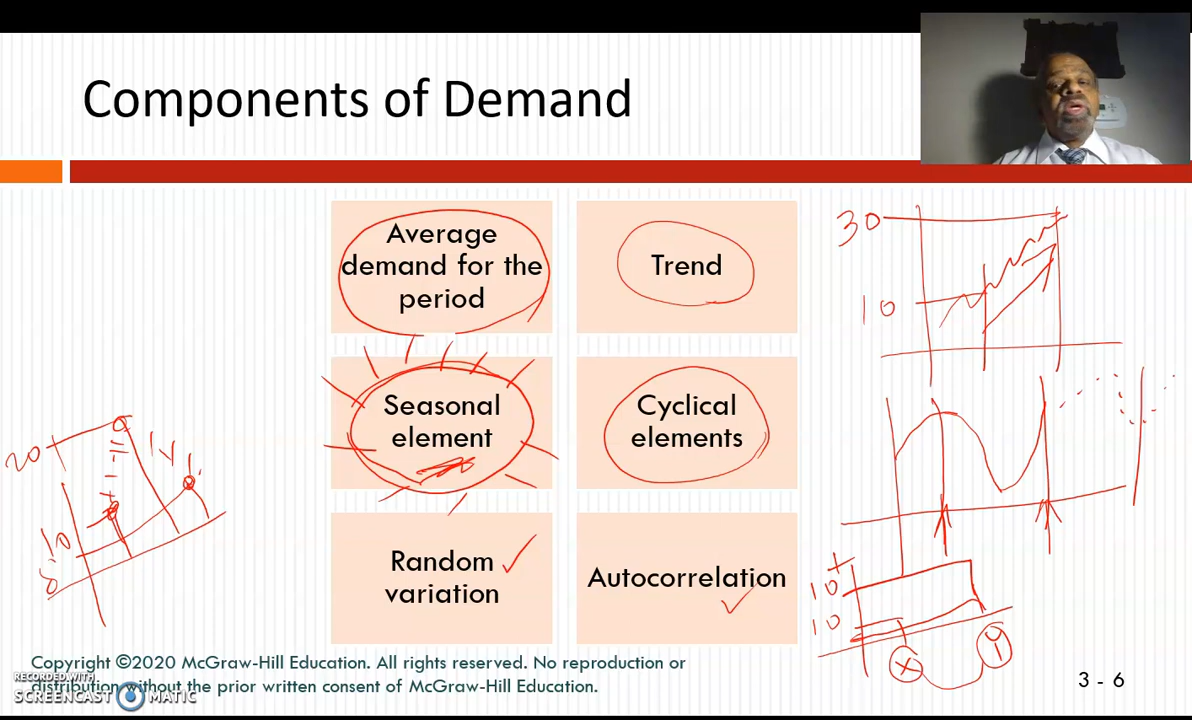 Components of Demand
Average
demand for the
period
Trend
30
10
Seasonal
element
Cyclical
elements
20
10
Random
variation
Autocorrelation
10
10
X
Copyright ©2020 McGraw-Hill Education. All rights reserved. No reproduction or
distribution without the prior written consent of McGraw-Hill Education.
3 - 6
RECORDED WITH
SCREENCAST MATIC